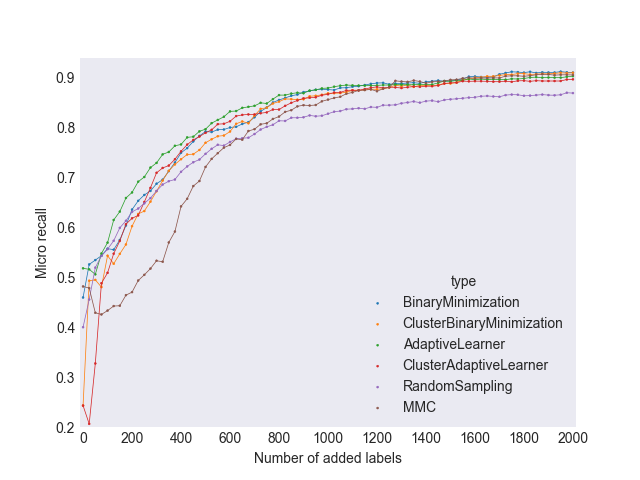 0.9
0.8
0.7
0.6
0.5
0.4
0.3
0.2
Micro recall
0 200 400 600 800 1000 1200 1400 1600 1800 2000
Number of added labels
type
BinaryMinimization
ClusterBinaryMinimization
AdaptiveLearner
ClusterAdaptiveLearner
RandomSampling
MMC